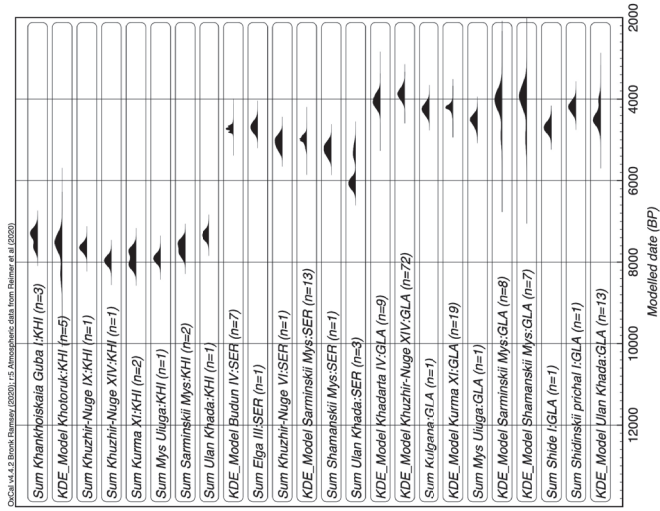 OxCal v4.4.2 Bronk Ramsey (2020); r:5 Atmospheric data from Reimer et al (2020)
Sum Khankhoiskaia Guba I:KHI (n=3)
KDE_Model Khotoruk:KHI (n=5)
Sum Khuzhir-Nuge IX:KHI (n=1)
Sum Khuzhir-Nuge XIV:KHI (n=1)
Sum Kurma XI:KHI (n=2)
Sum Mys Uliuga:KHI (n=1)
Sum Sarminskii Mys:KHI (n=2)
Sum Ulan Khada:KHI (n=1)
KDE_Model Budun IV:SER (n=7)
Sum Elga III:SER (n=1)
Sum Khuzhir-Nuge VI:SER (n=1)
KDE_Model Sarminskii Mys:SER (n=13)
Sum Shamanskii Mys:SER (n=1)
Sum Ulan Khada:SER (n=3)
KDE_Model Khadarta IV:GLA (n=9)
KDE_Model Khuzhir-Nuge XIV:GLA (n=72)
Sum Kulgana:GLA (n=1)
KDE_Model Kurma XI:GLA (n=19)
Sum Mys Uliuga:GLA (n=1)
KDE_Model Sarminskii Mys:GLA (n=8)
KDE_Model Shamanskii Mys:GLA (n=7)
Sum Shide I:GLA (n=1)
Sum Shidinskii prichal I:GLA (n=1)
KDE_Model Ulan Khada:GLA (n=13)
12000 10000 8000 6000 4000 2000
Modelled date (BP)